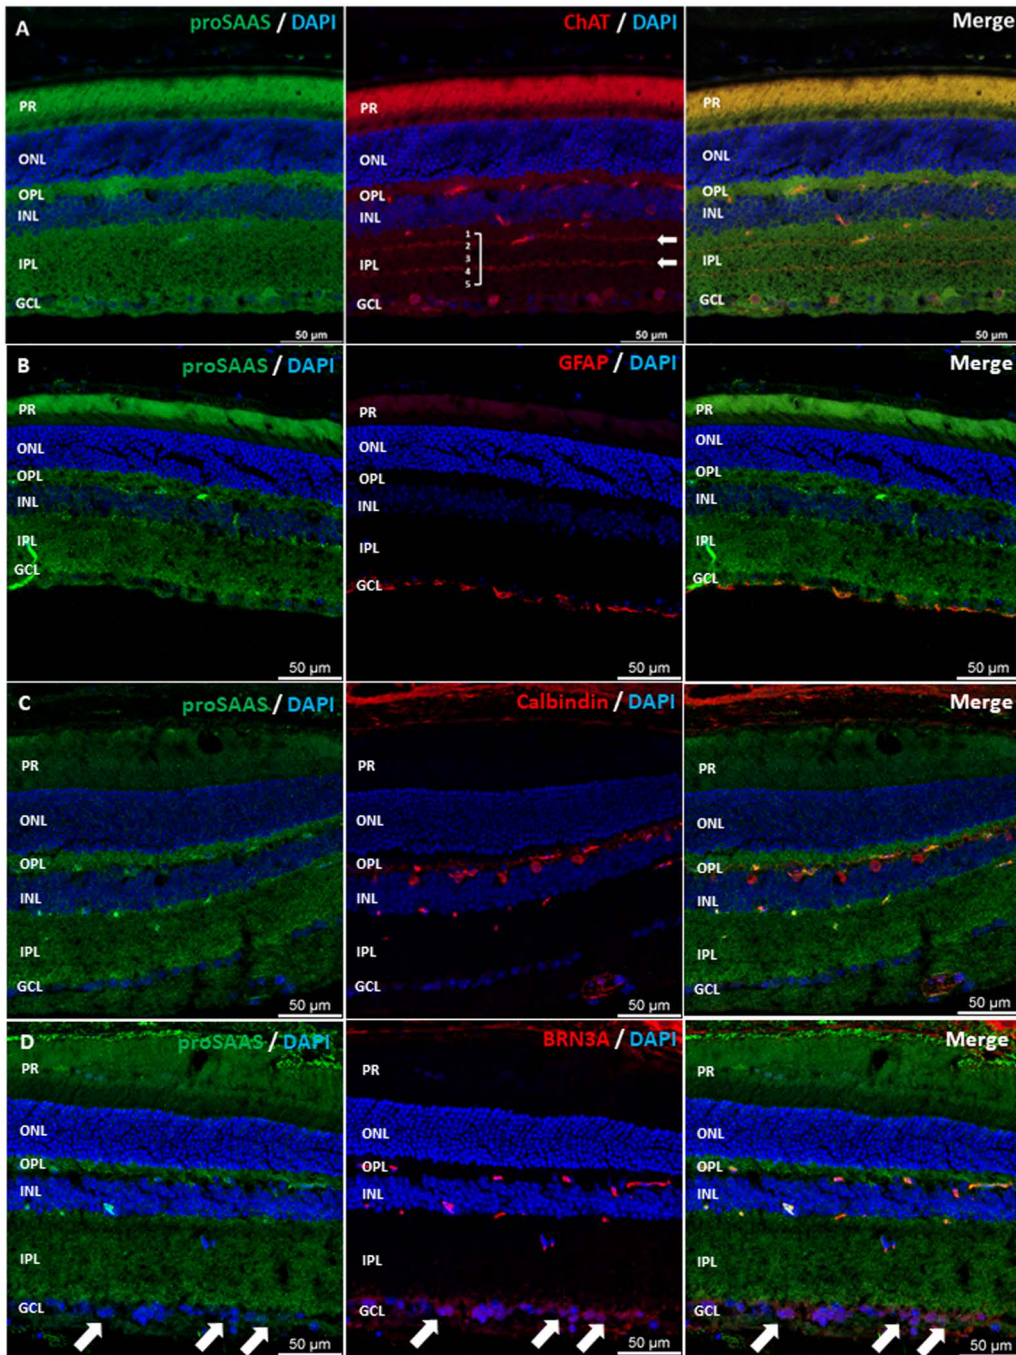 A proSAAS / DAPI ChAT / DAPI Merge
PR PR PR
ONL ONL ONL
OPL OPL OPL
INL INL INL
1
2
3
4
5
IPL IPL IPL
GCL GCL GCL
50 µm 50 µm 50 µm
B proSAAS / DAPI GFAP / DAPI Merge
PR PR PR
ONL ONL ONL
OPL OPL OPL
INL INL INL
IPL IPL IPL
GCL GCL GCL
50 µm 50 µm 50 µm
C proSAAS / DAPI Calbindin / DAPI Merge
PR PR PR
ONL ONL ONL
OPL OPL OPL
INL INL INL
IPL IPL IPL
GCL GCL GCL
50 µm 50 µm 50 µm
D proSAAS / DAPI BRN3A / DAPI Merge
PR PR PR
ONL ONL ONL
OPL OPL OPL
INL INL INL
IPL IPL IPL
GCL GCL GCL
50 µm 50 µm 50 µm